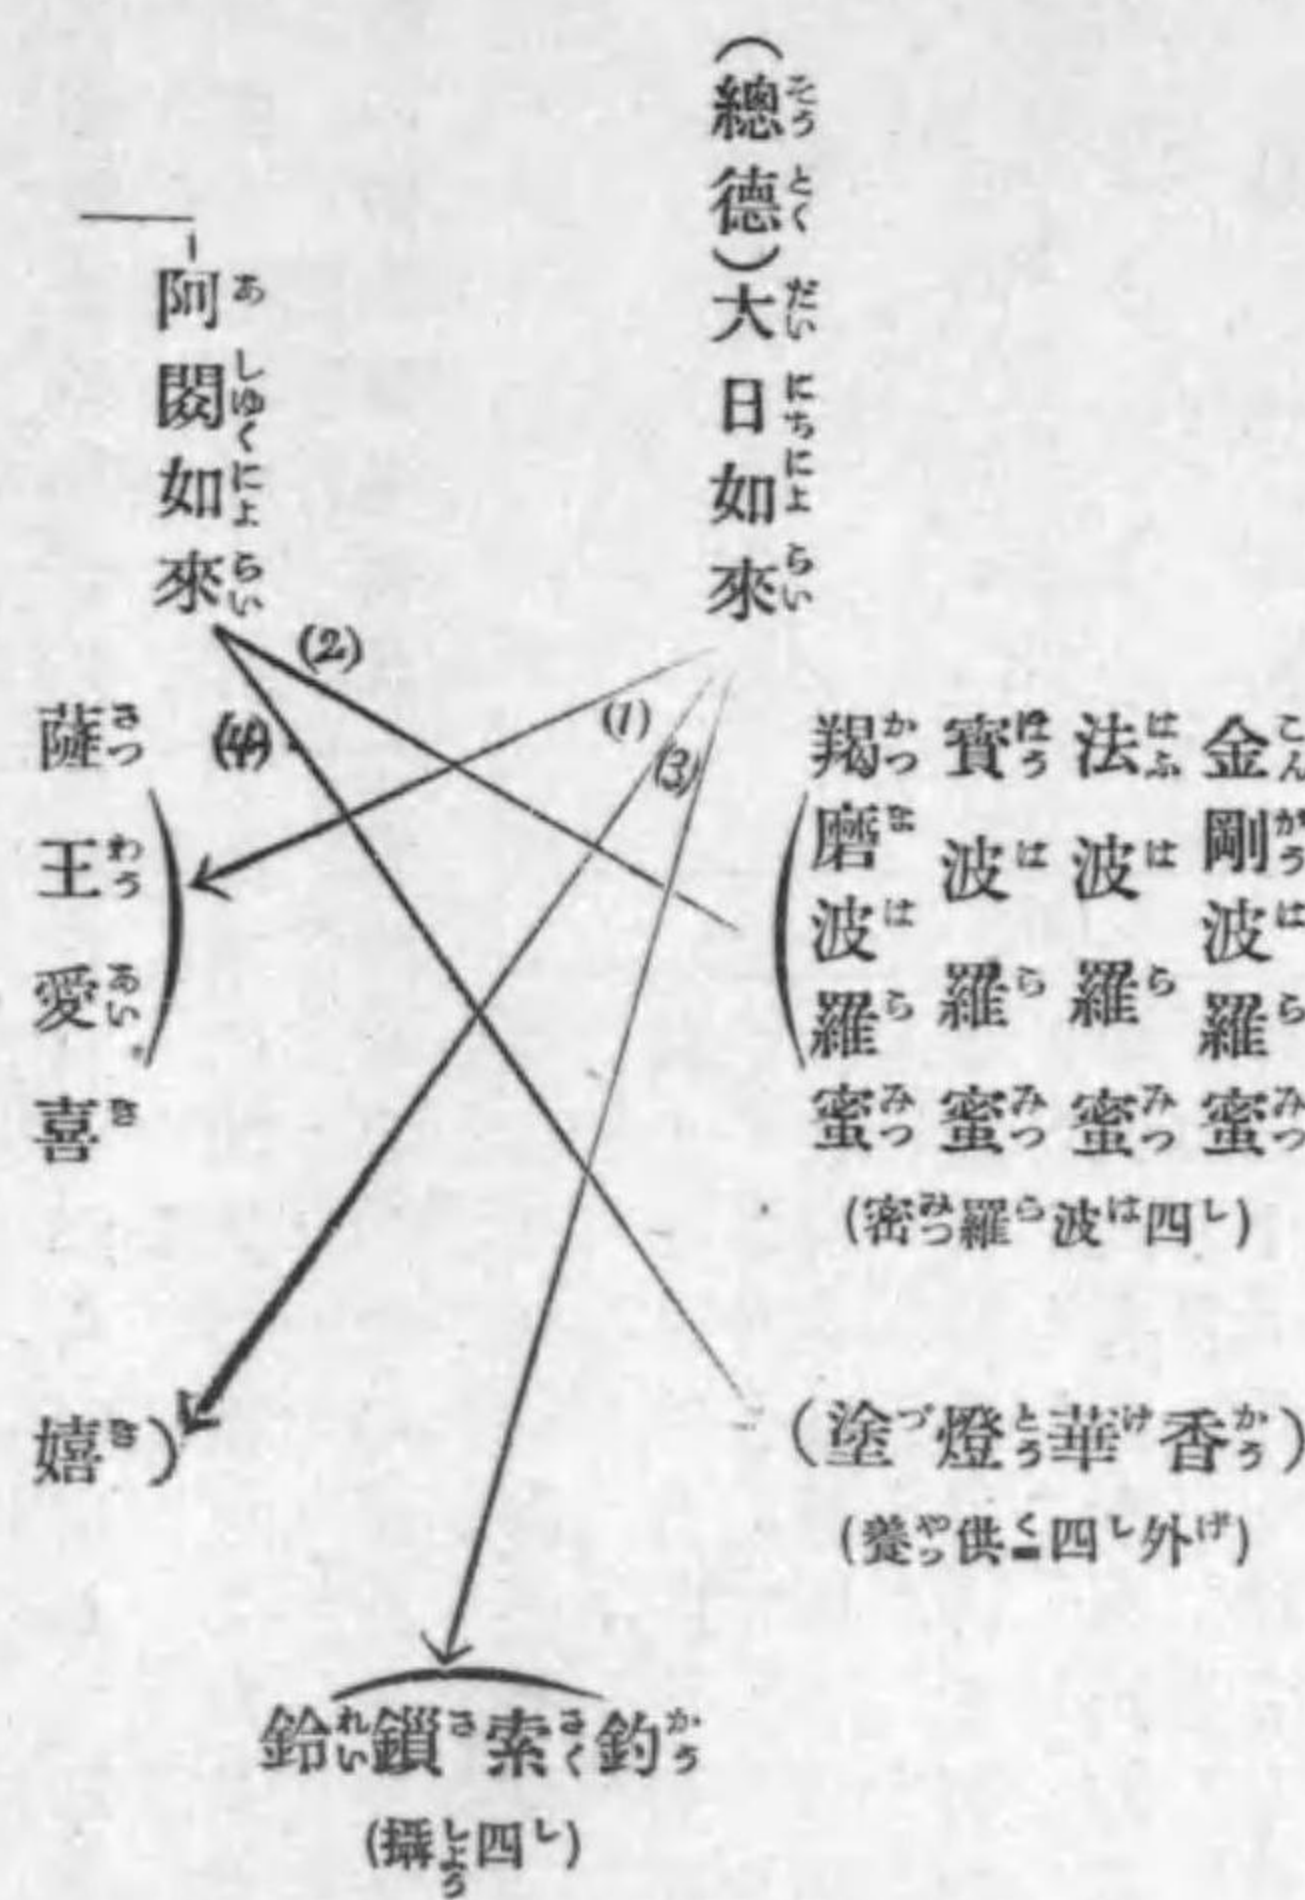 (總德)大日如來
金剛波羅蜜
法波羅蜜
寶波羅蜜
羯磨波羅蜜
(四波羅密)
(香華燈塗)
(外四供養)
(1)
(3)
(2)
(4)
阿閦如來
薩王愛喜
嬉)
釣索鎖鈴
(四攝)